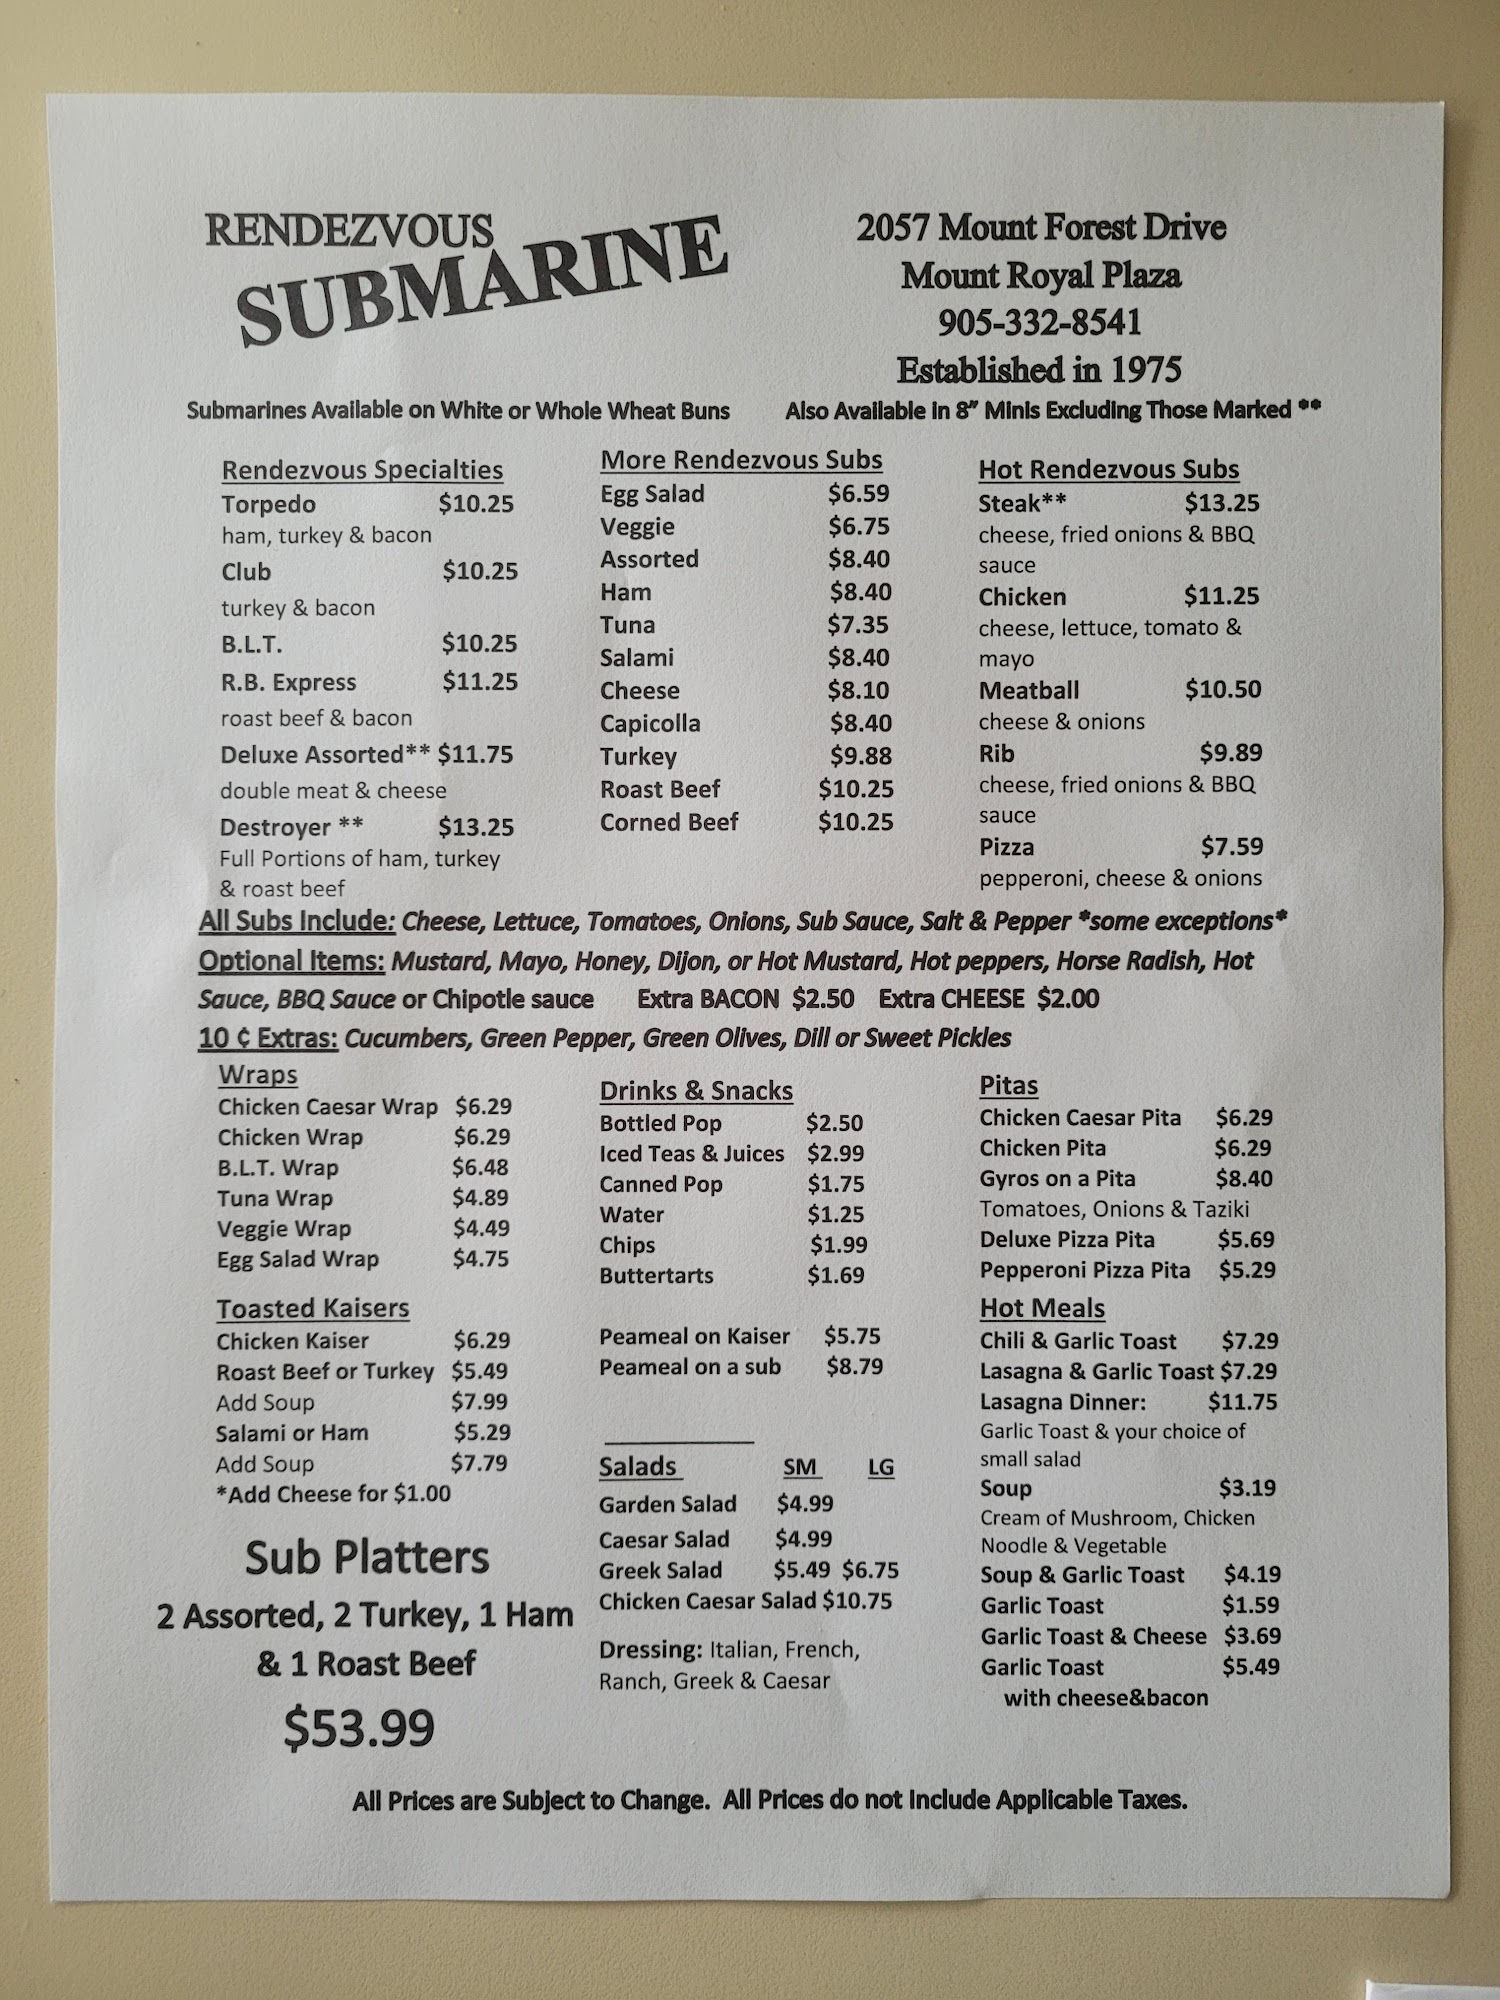 RENDEZVOUS
SUBMARINE
2057 Mount Forest Drive
Mount Royal Plaza
905-332-8541
Established in 1975
Submarines Available on White or Whole Wheat Buns
Also Available in 8" Minis Excluding Those Marked **
Rendezvous Specialties
Torpedo $10.25
ham, turkey & bacon
Club $10.25
turkey & bacon
B.L.T. $10.25
R.B. Express $11.25
roast beef & bacon
Deluxe Assorted** $11.75
double meat & cheese
Destroyer ** $13.25
Full Portions of ham, turkey
& roast beef
More Rendezvous Subs
Egg Salad $6.59
Veggie $6.75
Assorted $8.40
Ham $8.40
Tuna $7.35
Salami $8.40
Cheese $8.10
Capicolla $8.40
Turkey $9.88
Roast Beef $10.25
Corned Beef $10.25
Hot Rendezvous Subs
Steak** $13.25
cheese, fried onions & BBQ
sauce
Chicken $11.25
cheese, lettuce, tomato &
mayo
Meatball $10.50
cheese & onions
Rib $9.89
cheese, fried onions & BBQ
sauce
Pizza $7.59
pepperoni, cheese & onions
All Subs Include: Cheese, Lettuce, Tomatoes, Onions, Sub Sauce, Salt & Pepper *some exceptions*
Optional Items: Mustard, Mayo, Honey, Dijon, or Hot Mustard, Hot peppers, Horse Radish, Hot
Sauce, BBQ Sauce or Chipotle sauce Extra BACON $2.50 Extra CHEESE $2.00
10 ¢ Extras: Cucumbers, Green Pepper, Green Olives, Dill or Sweet Pickles
Wraps
Chicken Caesar Wrap $6.29
Chicken Wrap $6.29
B.L.T. Wrap $6.48
Tuna Wrap $4.89
Veggie Wrap $4.49
Egg Salad Wrap $4.75
Toasted Kaisers
Chicken Kaiser $6.29
Roast Beef or Turkey $5.49
Add Soup $7.99
Salami or Ham $5.29
Add Soup $7.79
*Add Cheese for $1.00
Sub Platters
2 Assorted, 2 Turkey, 1 Ham
& 1 Roast Beef
$53.99
Drinks & Snacks
Bottled Pop $2.50
Iced Teas & Juices $2.99
Canned Pop $1.75
Water $1.25
Chips $1.99
Buttertarts $1.69
Peameal on Kaiser $5.75
Peameal on a sub $8.79
Salads SM LG
Garden Salad $4.99
Caesar Salad $4.99
Greek Salad $5.49 $6.75
Chicken Caesar Salad $10.75
Dressing: Italian, French,
Ranch, Greek & Caesar
Pitas
Chicken Caesar Pita $6.29
Chicken Pita $6.29
Gyros on a Pita $8.40
Tomatoes, Onions & Taziki
Deluxe Pizza Pita $5.69
Pepperoni Pizza Pita $5.29
Hot Meals
Chili & Garlic Toast $7.29
Lasagna & Garlic Toast $7.29
Lasagna Dinner: $11.75
Garlic Toast & your choice of
small salad
Soup $3.19
Cream of Mushroom, Chicken
Noodle & Vegetable
Soup & Garlic Toast $4.19
Garlic Toast $1.59
Garlic Toast & Cheese $3.69
Garlic Toast $5.49
with cheese&bacon
All Prices are Subject to Change. All Prices do not Include Applicable Taxes.